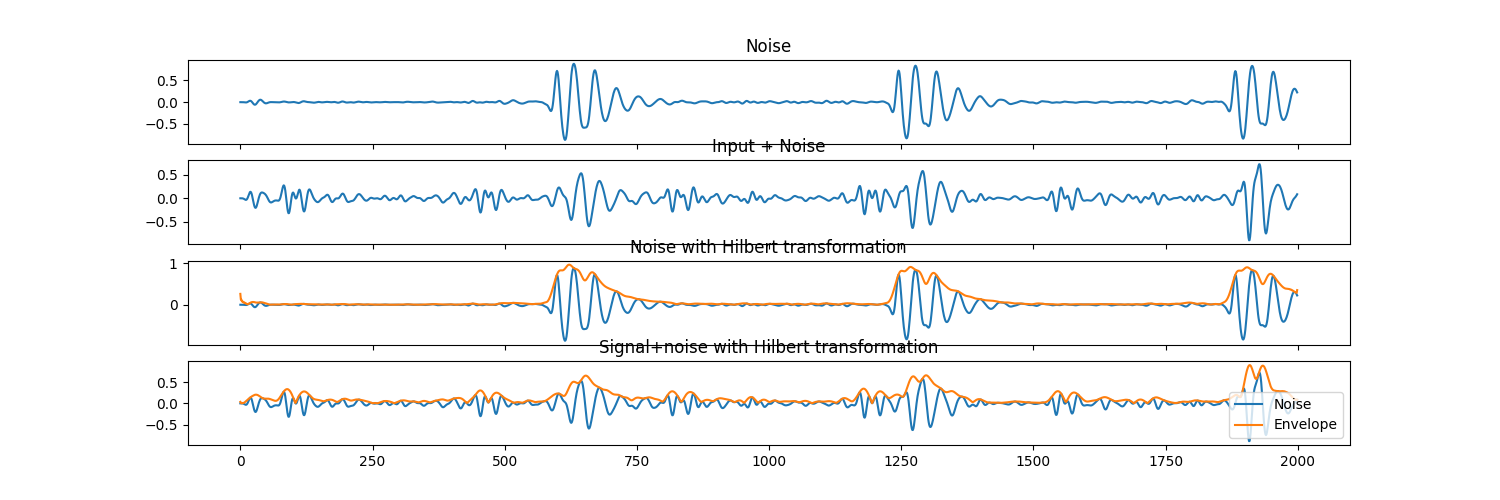 Noise
0.5
0.0
−0.5
Input + Noise
0.5
0.0
−0.5
Noise with Hilbert transformation
1
0
Signal+noise with Hilbert transformation
0.5
0.0
−0.5
Noise
Envelope
0 250 500 750 1000 1250 1500 1750 2000